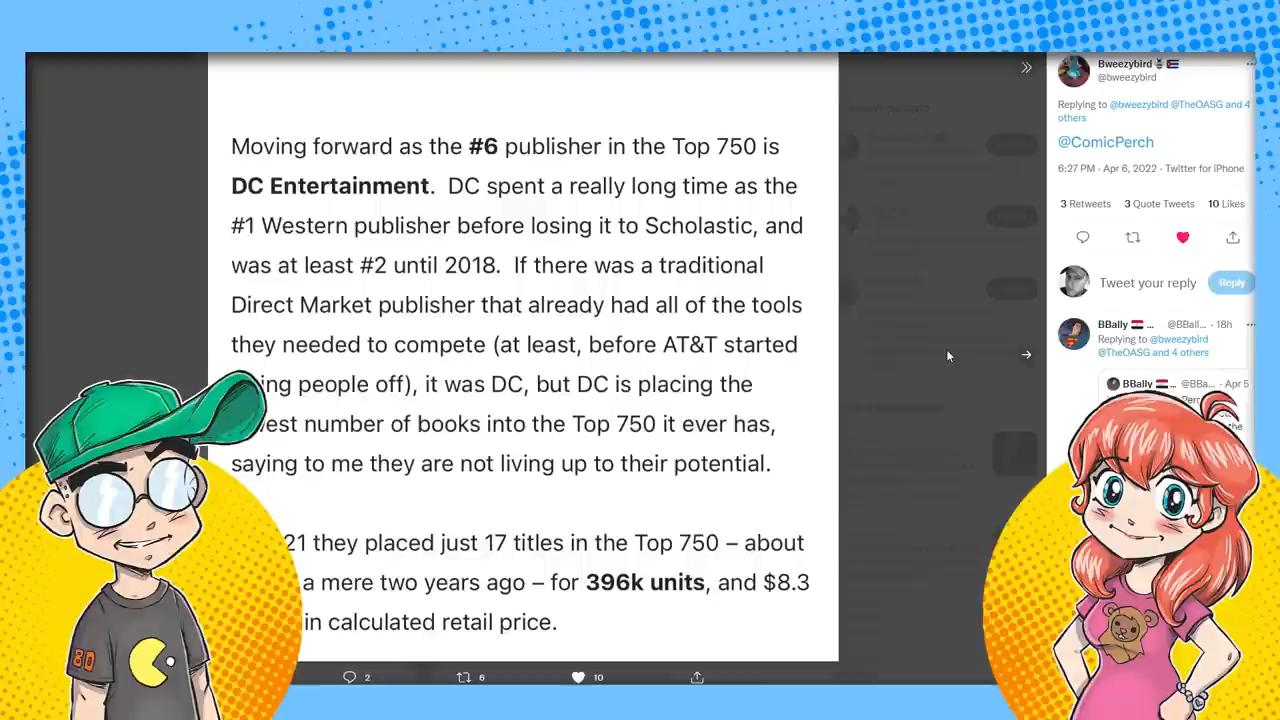 Moving forward as the #6 publisher in the Top 750 is
DC Entertainment. DC spent a really long time as the
#1 Western publisher before losing it to Scholastic, and
was at least #2 until 2018. If there was a traditional
Direct Market publisher that already had all of the tools
they needed to compete (at least, before AT&T started
people off), it was DC, but DC is placing the
number of books into the Top 750 it ever has,
saying to me they are not living up to their potential.
21 they placed just 17 titles in the Top 750 – about
a mere two years ago – for 396k units, and $8.3
in calculated retail price.
2
6
10
Bweezybird
@bweezybird
Replying to @bweezybird @TheOASG and 4
others
@ComicPerch
6:27 PM · Apr 6, 2022 · Twitter for iPhone
3 Retweets 3 Quote Tweets 10 Likes
Tweet your reply
Reply
BBally ... @BBall... · 18h
Replying to @bweezybird
@TheOASG and 4 others
BBally ... @BBa... · Apr 5
80